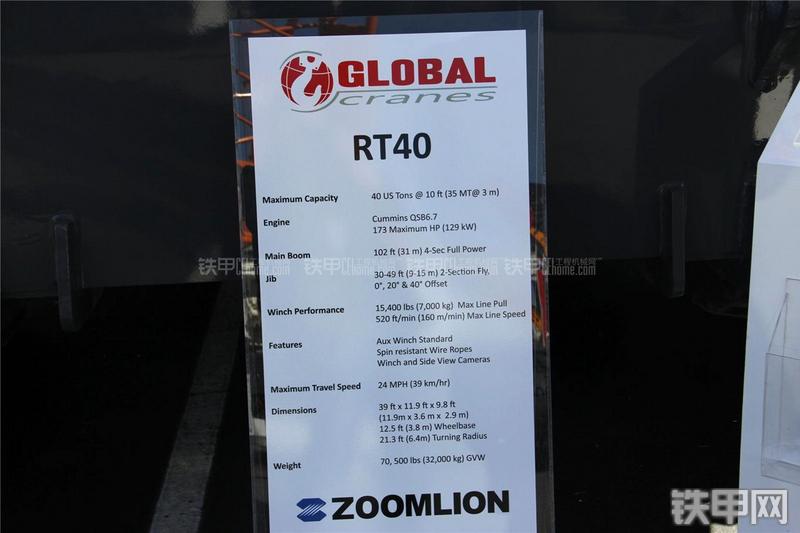 GLOBAL
cranes
RT40
Maximum Capacity 40 US Tons @ 10 ft (35 MT@ 3 m)
Engine Cummins QSB6.7
173 Maximum HP (129 kW)
Main Boom 102 ft (31 m) 4-Sec Full Power
Jib 30-49 ft (9-15 m) 2-Section Fly,
0°, 20° & 40° Offset
Winch Performance 15,400 lbs (7,000 kg) Max Line Pull
520 ft/min (160 m/min) Max Line Speed
Features Aux Winch Standard
Spin resistant Wire Ropes
Winch and Side View Cameras
Maximum Travel Speed 24 MPH (39 km/hr)
Dimensions 39 ft x 11.9 ft x 9.8 ft
(11.9m x 3.6 m x 2.9 m)
12.5 ft (3.8 m) Wheelbase
21.3 ft (6.4m) Turning Radius
Weight 70, 500 lbs (32,000 kg) GVW
ZOOMLION
铁甲网